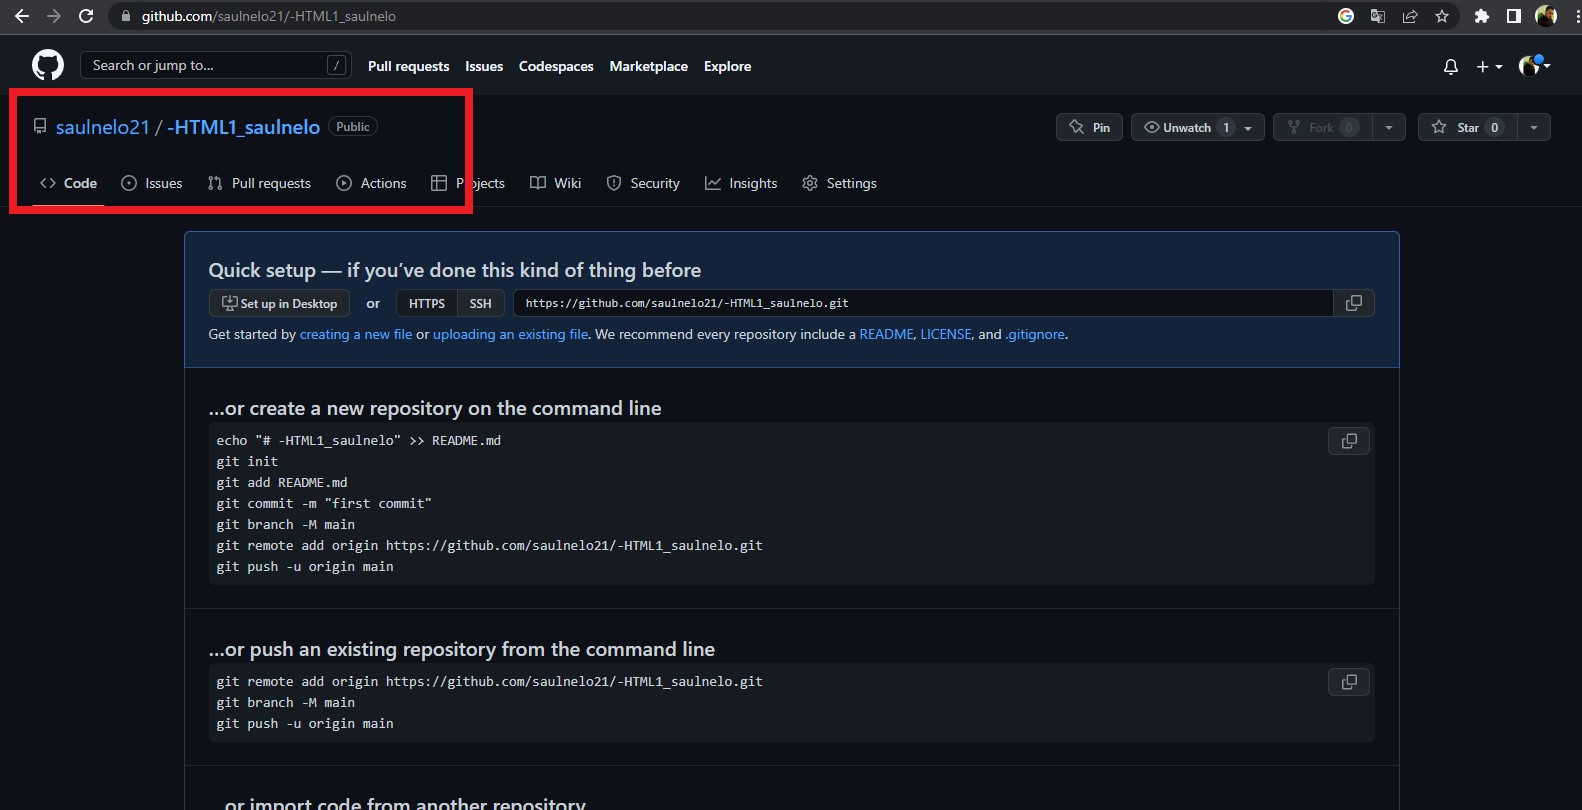 github.com/saulnelo21/-HTML1_saulnelo
Search or jump to... / Pull requests Issues Codespaces Marketplace Explore
saulnelo21 / -HTML1_saulnelo Public
Pin Unwatch 1 Fork 0 Star 0
Code Issues Pull requests Actions Projects Wiki Security Insights Settings
Quick setup — if you’ve done this kind of thing before
Set up in Desktop or HTTPS SSH https://github.com/saulnelo21/-HTML1_saulnelo.git
Get started by creating a new file or uploading an existing file. We recommend every repository include a README, LICENSE, and .gitignore.
…or create a new repository on the command line
echo "# -HTML1_saulnelo" >> README.md
git init
git add README.md
git commit -m "first commit"
git branch -M main
git remote add origin https://github.com/saulnelo21/-HTML1_saulnelo.git
git push -u origin main
…or push an existing repository from the command line
git remote add origin https://github.com/saulnelo21/-HTML1_saulnelo.git
git branch -M main
git push -u origin main
…or import code from another repository